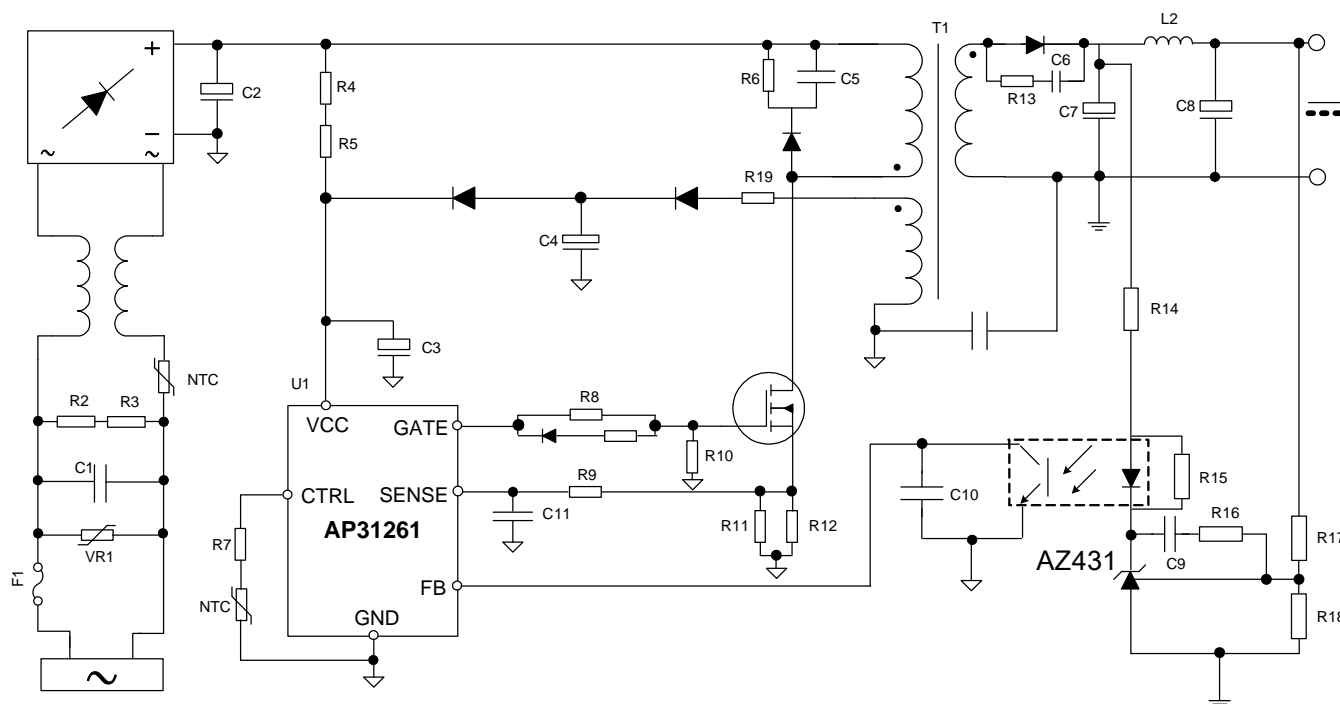 T1
L2
+
C2
R4
R6
C5
C6
R13
C7
C8
−
~
~
R5
R19
C4
R14
C3
NTC
U1
R2
R3
VCC
GATE
R8
R10
C1
CTRL
SENSE
R9
C10
R15
AP31261
C11
R11
R12
R16
R17
VR1
R7
AZ431
C9
F1
NTC
FB
R18
GND
~